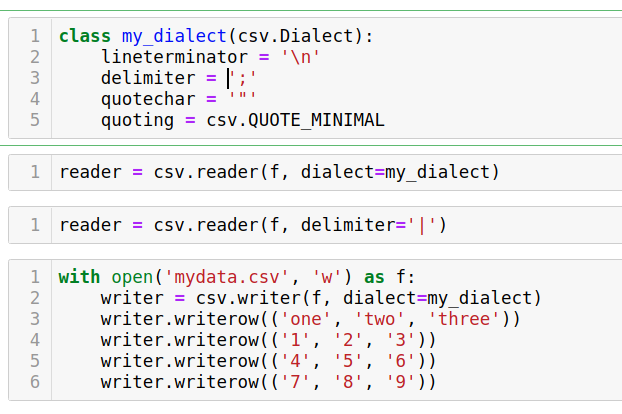 1 class my_dialect(csv.Dialect):
2     lineterminator = '\n'
3     delimiter = ';'
4     quotechar = '"'
5     quoting = csv.QUOTE_MINIMAL
1 reader = csv.reader(f, dialect=my_dialect)
1 reader = csv.reader(f, delimiter='|')
1 with open('mydata.csv', 'w') as f:
2     writer = csv.writer(f, dialect=my_dialect)
3     writer.writerow(('one', 'two', 'three'))
4     writer.writerow(('1', '2', '3'))
5     writer.writerow(('4', '5', '6'))
6     writer.writerow(('7', '8', '9'))